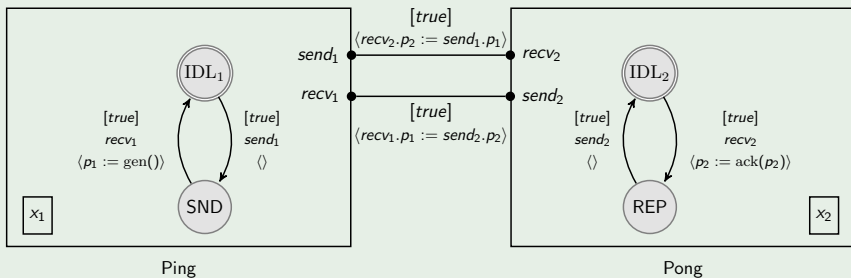 [true]
⟨recv₂.p₂ := send₁.p₁⟩
send₁
recv₂
recv₁
send₂
[true]
⟨recv₁.p₁ := send₂.p₂⟩
IDL₁
[true]
recv₁
⟨p₁ := gen()⟩
[true]
send₁
⟨⟩
SND
x₁
Ping
IDL₂
[true]
send₂
⟨⟩
[true]
recv₂
⟨p₂ := ack(p₂)⟩
REP
x₂
Pong